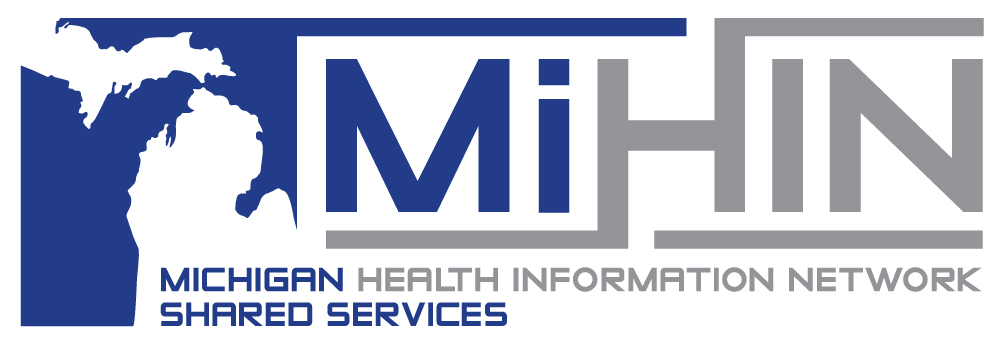 MiHIN
MICHIGAN HEALTH INFORMATION NETWORK
SHARED SERVICES